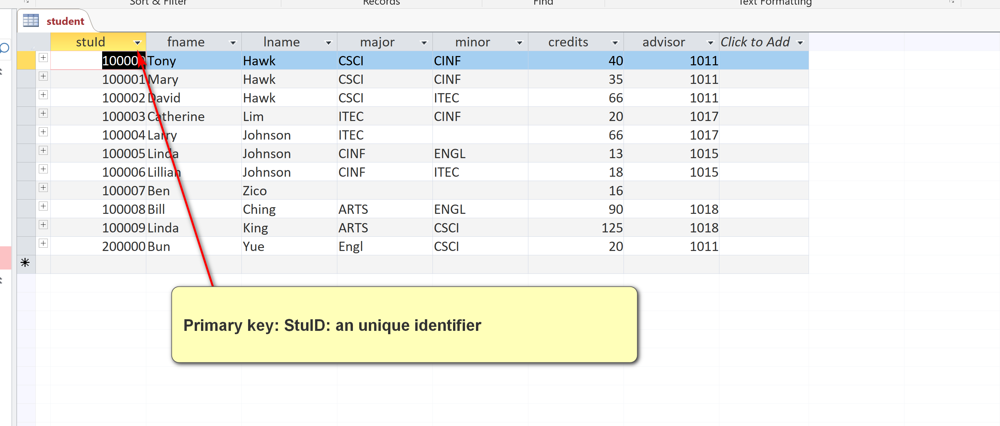 Sort & Filter Records Find Text Formatting
student
stuId fname lname major minor credits advisor Click to Add
Tony Hawk CSCI CINF 40 1011
100001 Mary Hawk CSCI CINF 35 1011
100002 David Hawk CSCI ITEC 66 1011
100003 Catherine Lim ITEC CINF 20 1017
100004 Larry Johnson ITEC 66 1017
100005 Linda Johnson CINF ENGL 13 1015
100006 Lillian Johnson CINF ITEC 18 1015
100007 Ben Zico 16
100008 Bill Ching ARTS ENGL 90 1018
100009 Linda King ARTS CSCI 125 1018
200000 Bun Yue Engl CSCI 20 1011
Primary key: StuID: an unique identifier